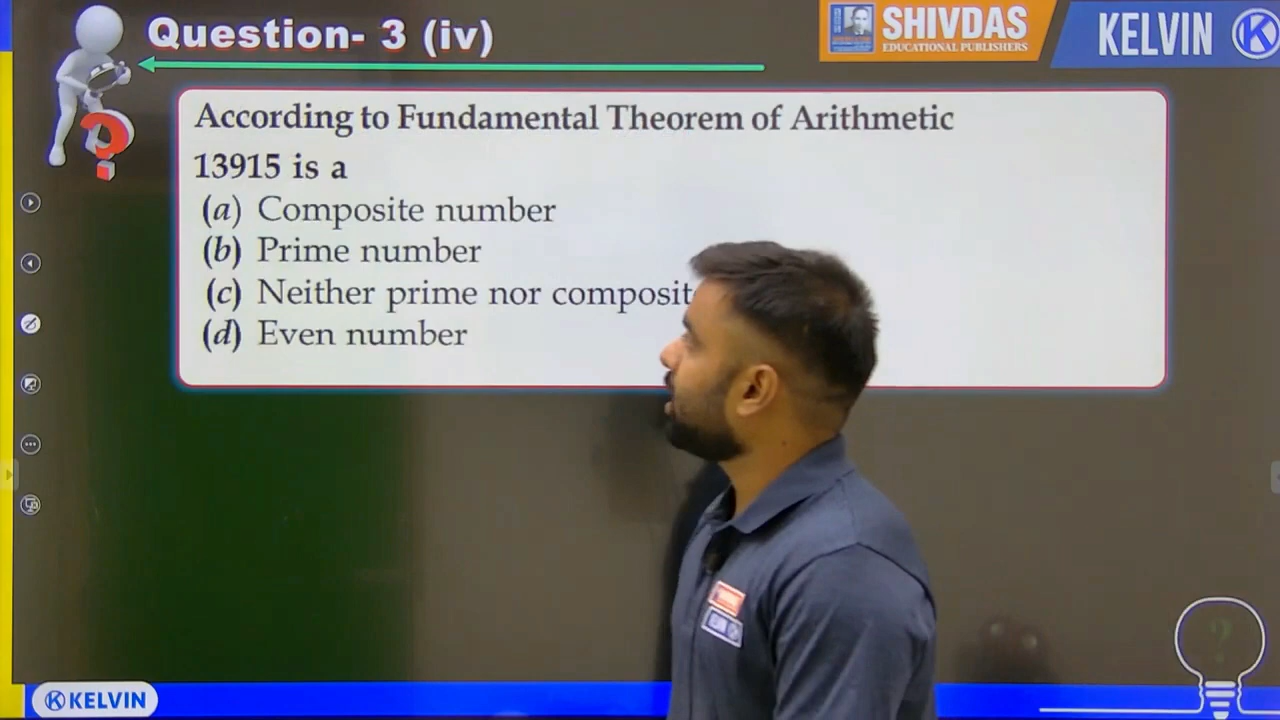 Question- 3 (iv)
SHIVDAS
EDUCATIONAL PUBLISHERS
KELVIN
According to Fundamental Theorem of Arithmetic
13915 is a
(a) Composite number
(b) Prime number
(c) Neither prime nor composit
(d) Even number
KELVIN